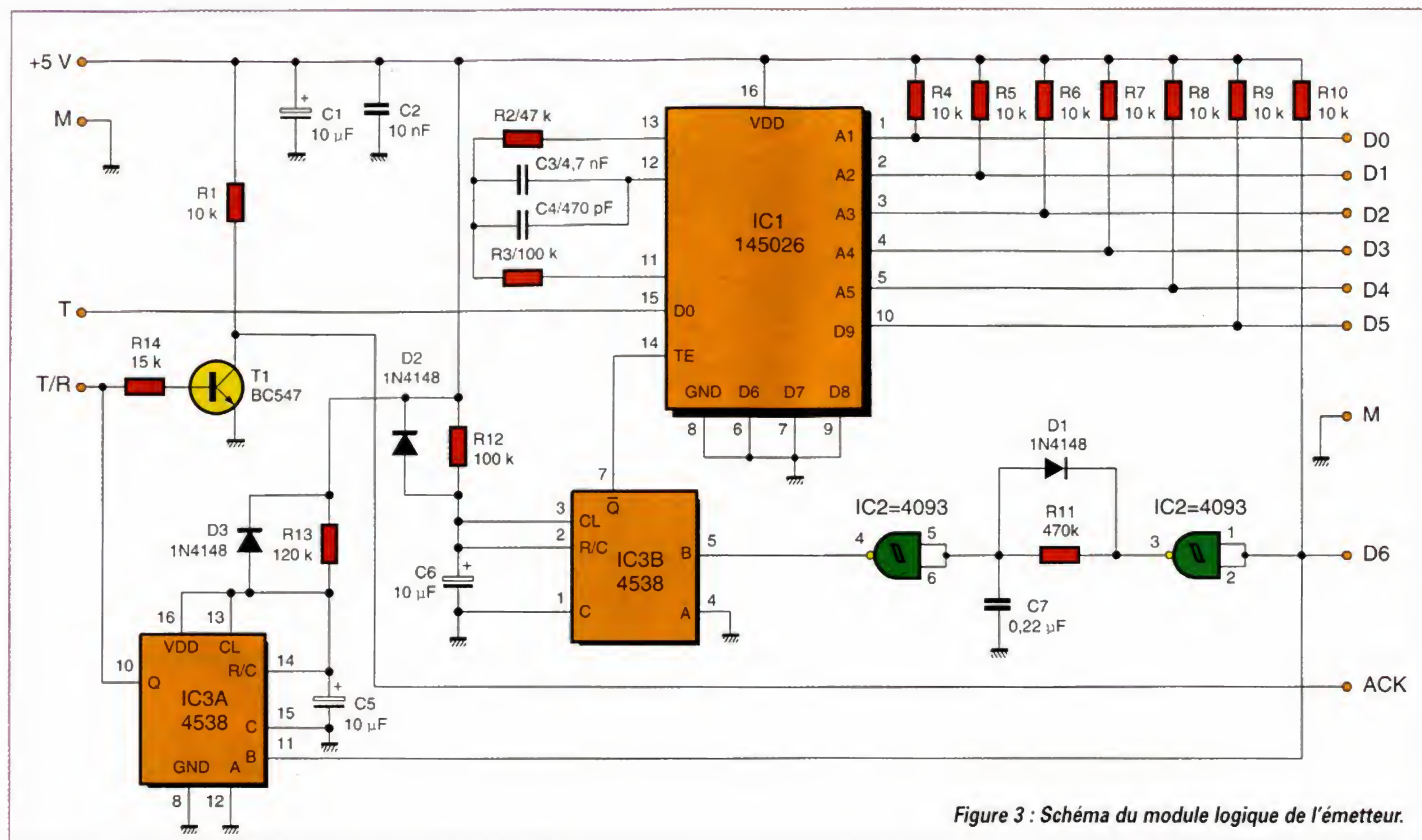 +5 V
M
C1
10 µF
+
C2
10 nF
R1
10 k
R2/47 k
C3/4,7 nF
C4/470 pF
R3/100 k
13
12
11
15
14
16
VDD
IC1
145026
D0
TE
GND
D6
D7
D8
8
6
7
9
A1
A2
A3
A4
A5
D9
1
2
3
4
5
10
R4
10 k
R5
10 k
R6
10 k
R7
10 k
R8
10 k
R9
10 k
R10
10 k
D0
D1
D2
D3
D4
D5
M
T
T/R
R14
15 k
T1
BC547
D2
1N4148
R12
100 k
D3
1N4148
R13
120 k
C6
10 µF
+
7
Q
3
CL
2
R/C
1
C
IC3B
4538
B
5
A
4
IC2=4093
4
5
6
D1
1N4148
R11
470k
C7
0,22 µF
IC2=4093
3
1
2
D6
ACK
16
VDD
13
CL
R/C
14
10
Q
IC3A
4538
C
15
B
11
GND
A
8
12
+
C5
10 µF
Figure 3 : Schéma du module logique de l'émetteur.